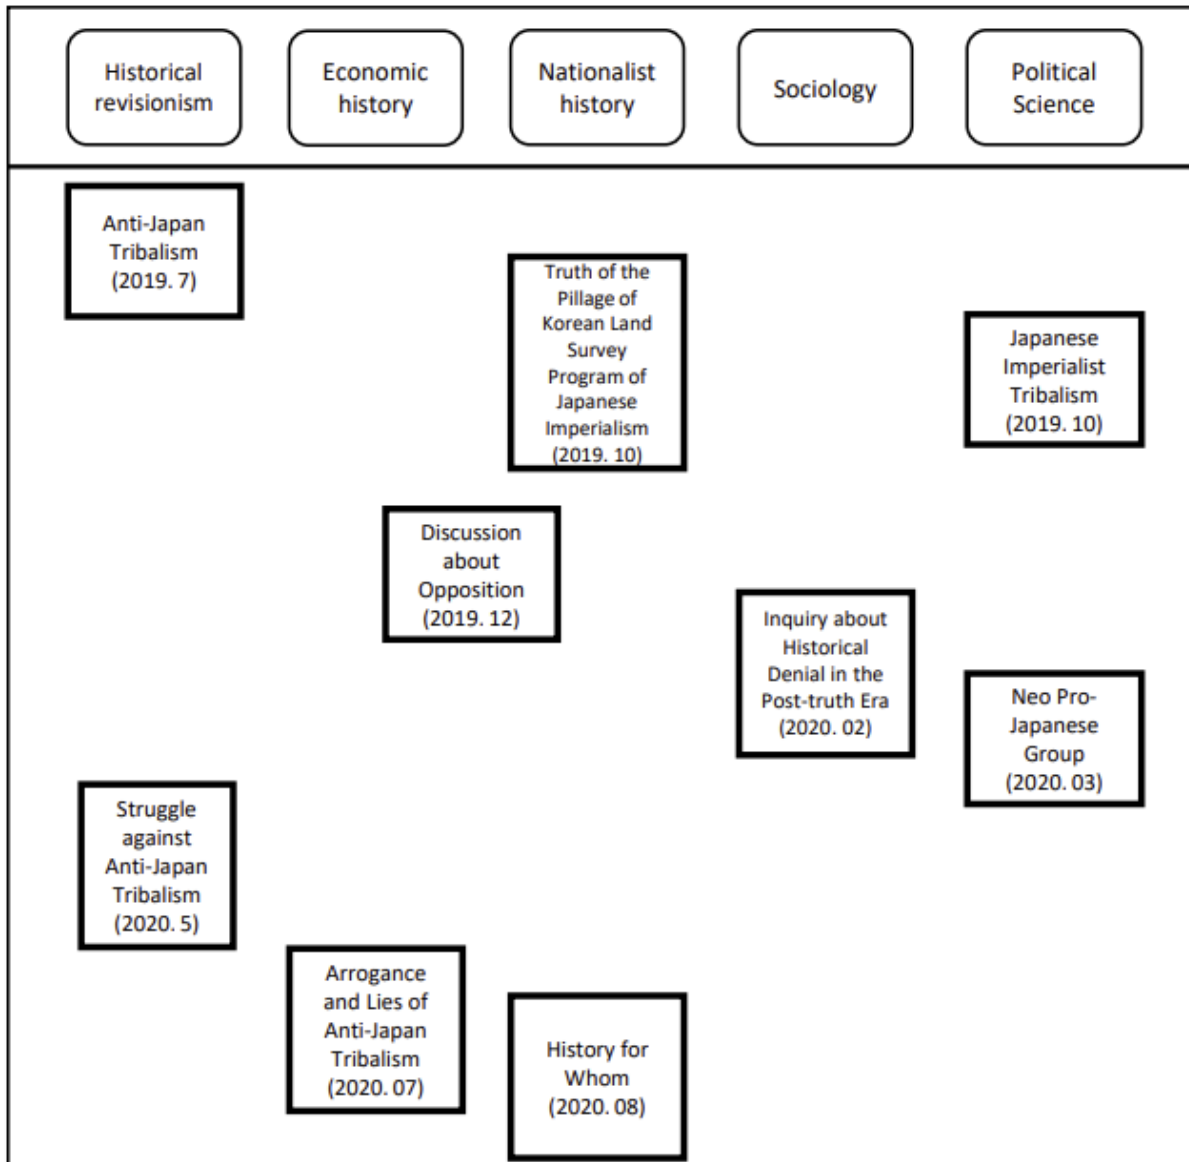 Historical
revisionism
Economic
history
Nationalist
history
Sociology
Political
Science
Anti-Japan
Tribalism
(2019. 7)
Truth of the
Pillage of
Korean Land
Survey
Program of
Japanese
Imperialism
(2019. 10)
Japanese
Imperialist
Tribalism
(2019. 10)
Discussion
about
Opposition
(2019. 12)
Inquiry about
Historical
Denial in the
Post-truth Era
(2020. 02)
Neo Pro-
Japanese
Group
(2020. 03)
Struggle
against
Anti-Japan
Tribalism
(2020. 5)
Arrogance
and Lies of
Anti-Japan
Tribalism
(2020. 07)
History for
Whom
(2020. 08)